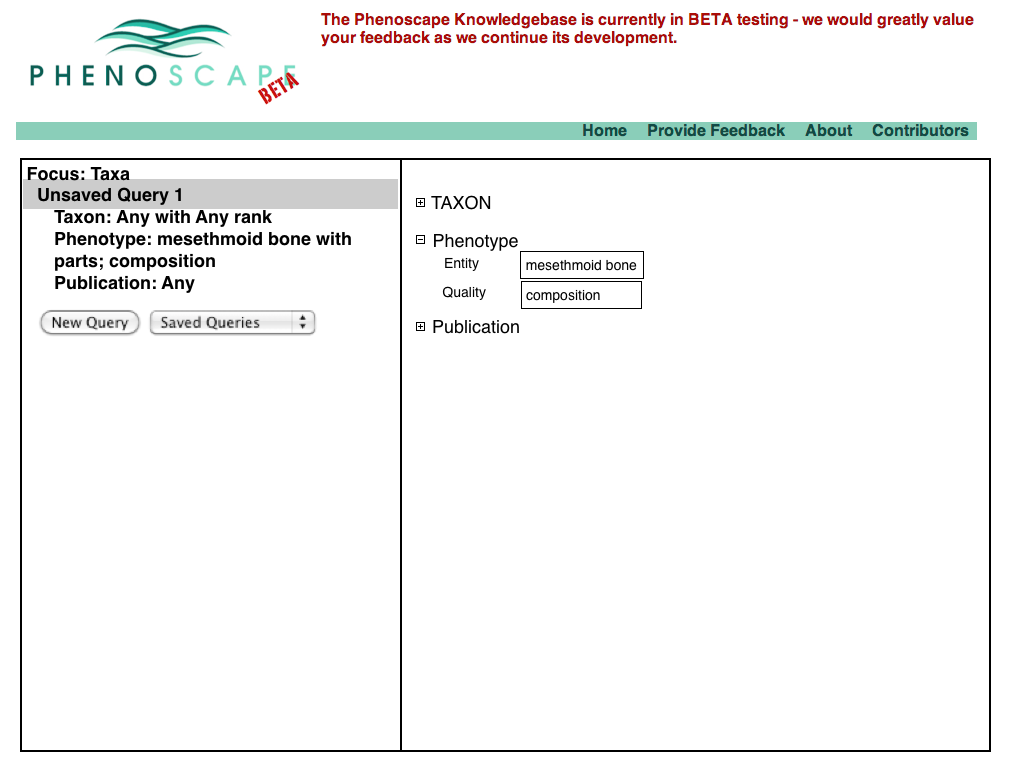 The Phenoscape Knowledgebase is currently in BETA testing - we would greatly value
your feedback as we continue its development.
PHENOSCAPE
BETA
Home Provide Feedback About Contributors
Focus: Taxa
Unsaved Query 1
Taxon: Any with Any rank
Phenotype: mesethmoid bone with
parts; composition
Publication: Any
New Query Saved Queries
TAXON
Phenotype
Entity mesethmoid bone
Quality composition
Publication